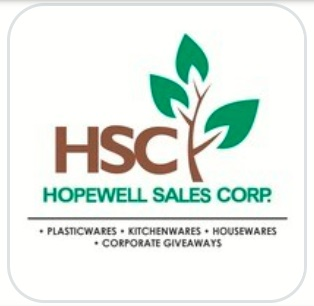 HSC
HOPEWELL SALES CORP.
• PLASTICWARES • KITCHENWARES • HOUSEWARES
• CORPORATE GIVEAWAYS